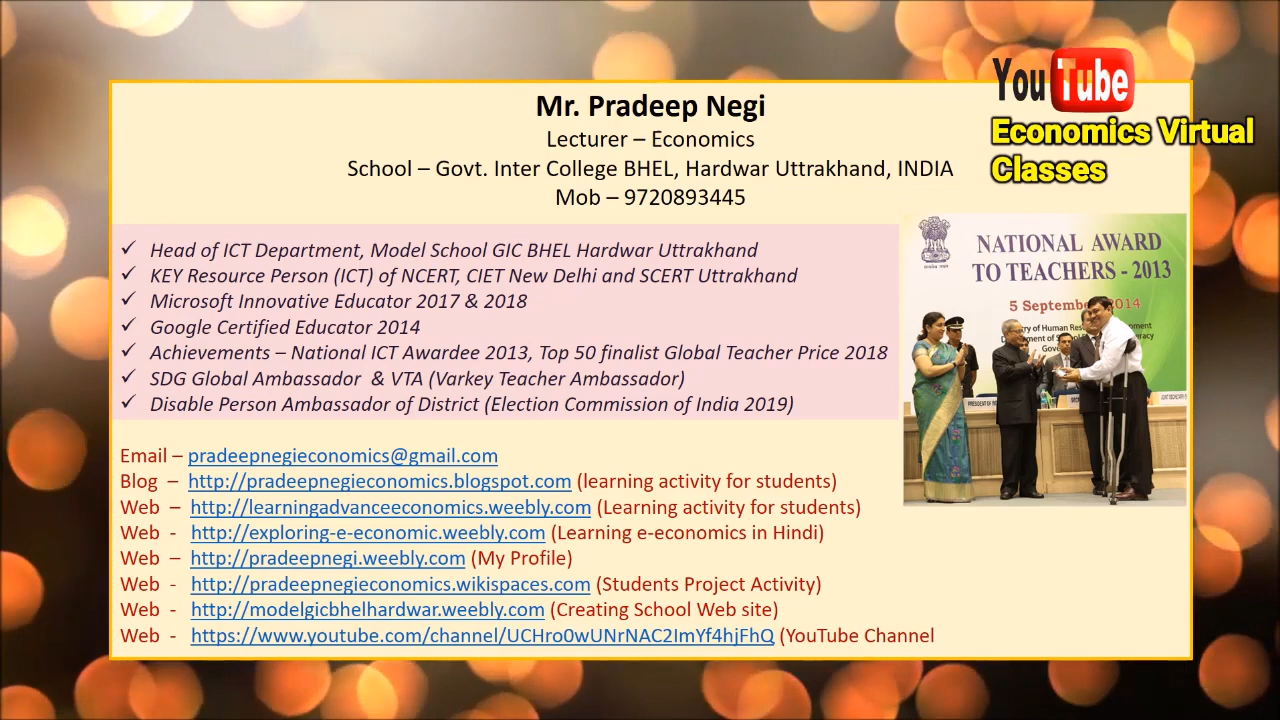 Mr. Pradeep Negi
Lecturer – Economics
School – Govt. Inter College BHEL, Hardwar Uttrakhand, INDIA
Mob – 9720893445
YouTube
Economics Virtual
Classes
✓ Head of ICT Department, Model School GIC BHEL Hardwar Uttrakhand
✓ KEY Resource Person (ICT) of NCERT, CIET New Delhi and SCERT Uttrakhand
✓ Microsoft Innovative Educator 2017 & 2018
✓ Google Certified Educator 2014
✓ Achievements – National ICT Awardee 2013, Top 50 finalist Global Teacher Price 2018
✓ SDG Global Ambassador & VTA (Varkey Teacher Ambassador)
✓ Disable Person Ambassador of District (Election Commission of India 2019)
NATIONAL AWARD
TO TEACHERS - 2013
5 September 2014
of Human
Department of
PRESIDENT OF
Email – pradeepnegieconomics@gmail.com
Blog – http://pradeepnegieconomics.blogspot.com (learning activity for students)
Web – http://learningadvanceeconomics.weebly.com (Learning activity for students)
Web - http://exploring-e-economic.weebly.com (Learning e-economics in Hindi)
Web – http://pradeepnegi.weebly.com (My Profile)
Web - http://pradeepnegieconomics.wikispaces.com (Students Project Activity)
Web - http://modelgicbhelhardwar.weebly.com (Creating School Web site)
Web - https://www.youtube.com/channel/UCHro0wUNrNAC2ImYf4hjFhQ (YouTube Channel